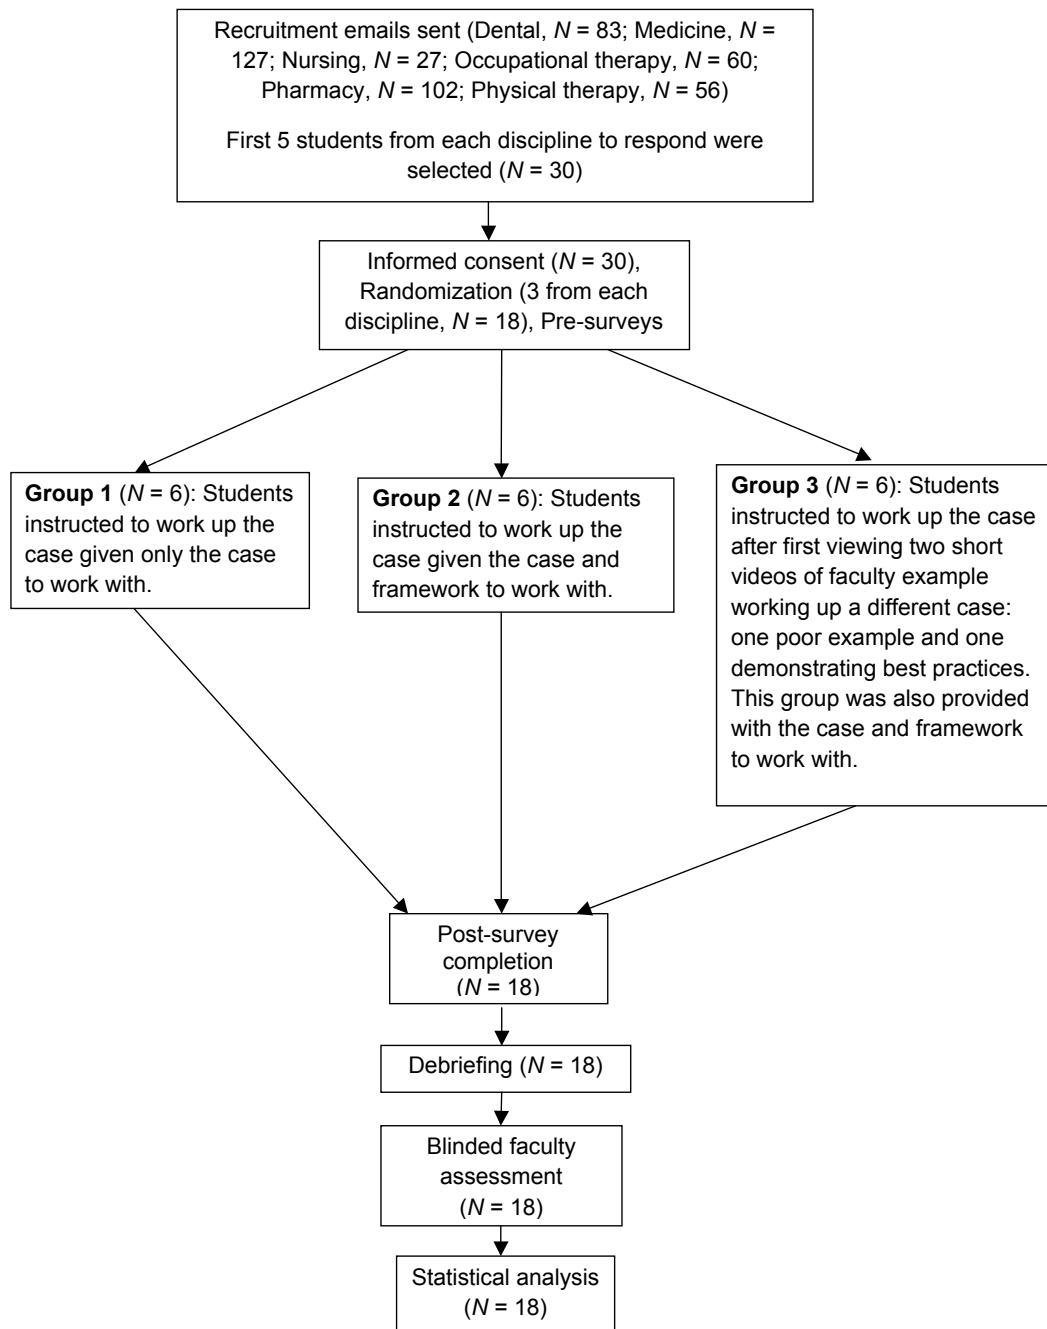 Recruitment emails sent (Dental, N = 83; Medicine, N =
127; Nursing, N = 27; Occupational therapy, N = 60;
Pharmacy, N = 102; Physical therapy, N = 56)
First 5 students from each discipline to respond were
selected (N = 30)
Informed consent (N = 30),
Randomization (3 from each
discipline, N = 18), Pre-surveys
Group 1 (N = 6): Students
instructed to work up the
case given only the case
to work with.
Group 2 (N = 6): Students
instructed to work up the
case given the case and
framework to work with.
Group 3 (N = 6): Students
instructed to work up the case
after first viewing two short
videos of faculty example
working up a different case:
one poor example and one
demonstrating best practices.
This group was also provided
with the case and framework
to work with.
Post-survey
completion
(N = 18)
Debriefing (N = 18)
Blinded faculty
assessment
(N = 18)
Statistical analysis
(N = 18)